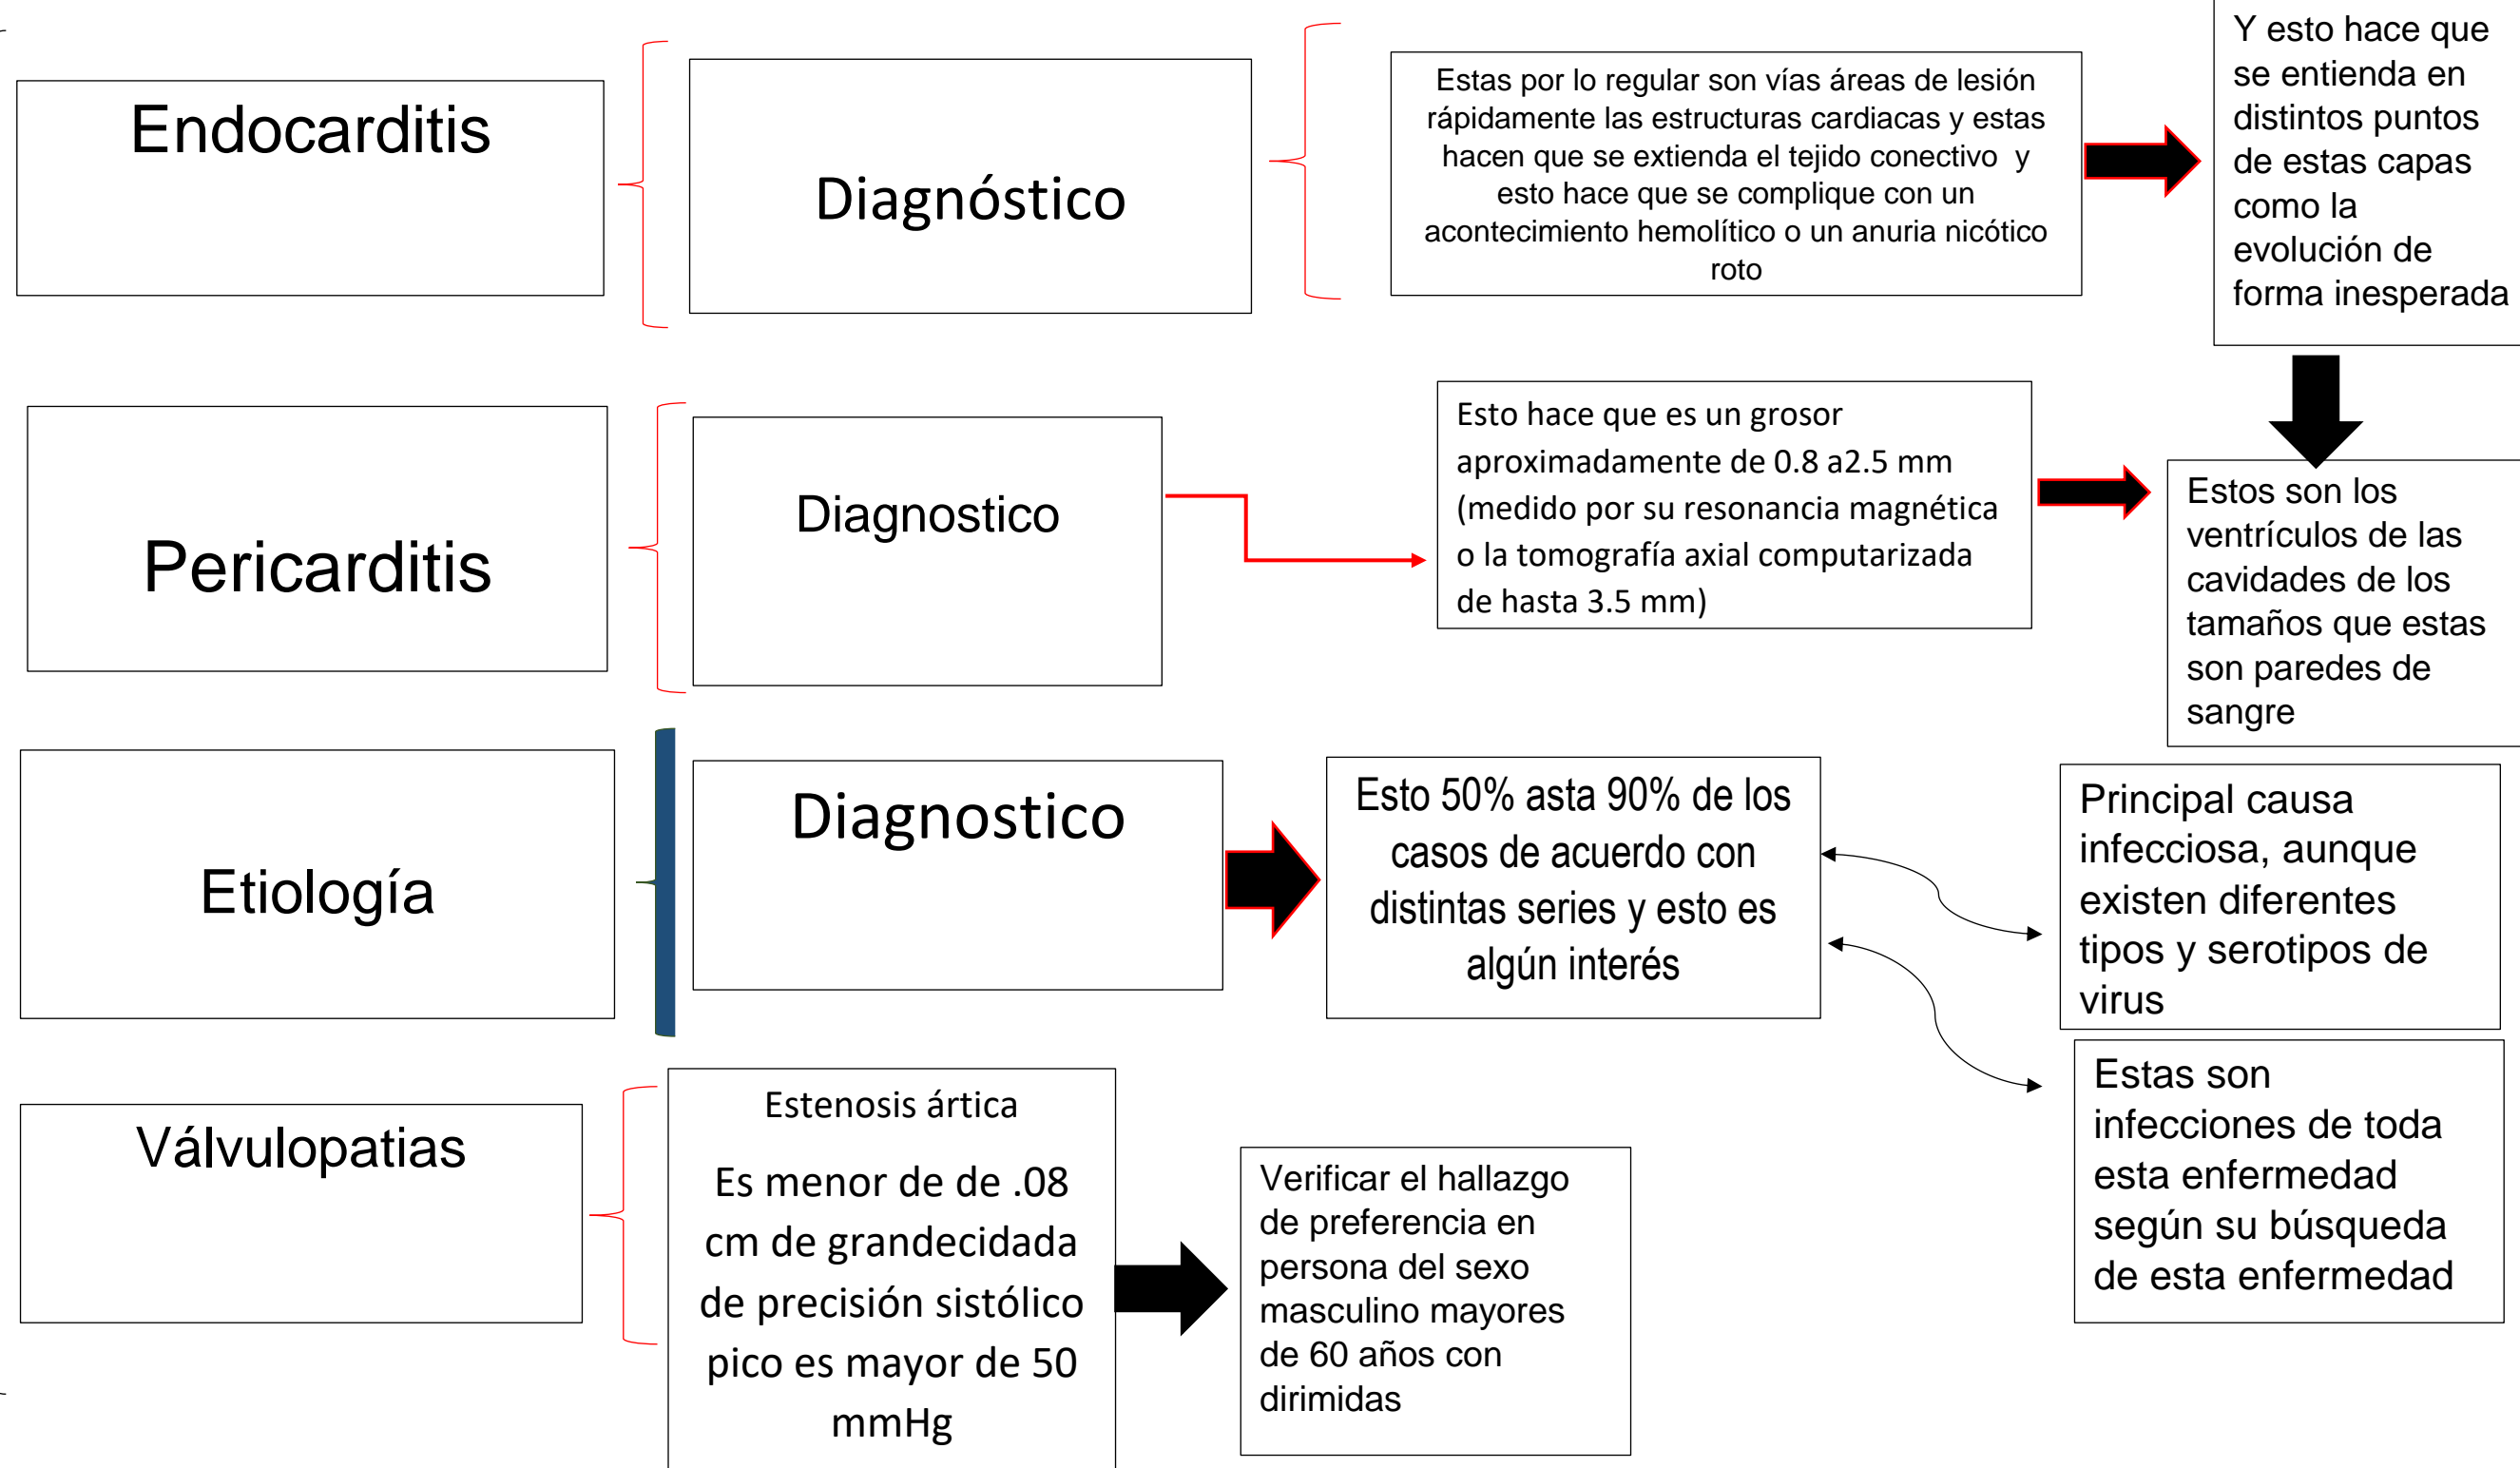 Endocarditis
Diagnóstico
Estas por lo regular son vías áreas de lesión
rápidamente las estructuras cardiacas y estas
hacen que se extienda el tejido conectivo y
esto hace que se complique con un
acontecimiento hemolítico o un anuria nicótico
roto
Y esto hace que
se entienda en
distintos puntos
de estas capas
como la
evolución de
forma inesperada
Pericarditis
Diagnostico
Esto hace que es un grosor
aproximadamente de 0.8 a2.5 mm
(medido por su resonancia magnética
o la tomografía axial computarizada
de hasta 3.5 mm)
Estos son los
ventrículos de las
cavidades de los
tamaños que estas
son paredes de
sangre
Etiología
Diagnostico
Esto 50% asta 90% de los
casos de acuerdo con
distintas series y esto es
algún interés
Principal causa
infecciosa, aunque
existen diferentes
tipos y serotipos de
virus
Estas son
infecciones de toda
esta enfermedad
según su búsqueda
de esta enfermedad
Válvulopatias
Estenosis ártica
Es menor de de .08
cm de grandecidada
de precisión sistólico
pico es mayor de 50
mmHg
Verificar el hallazgo
de preferencia en
persona del sexo
masculino mayores
de 60 años con
dirimidas